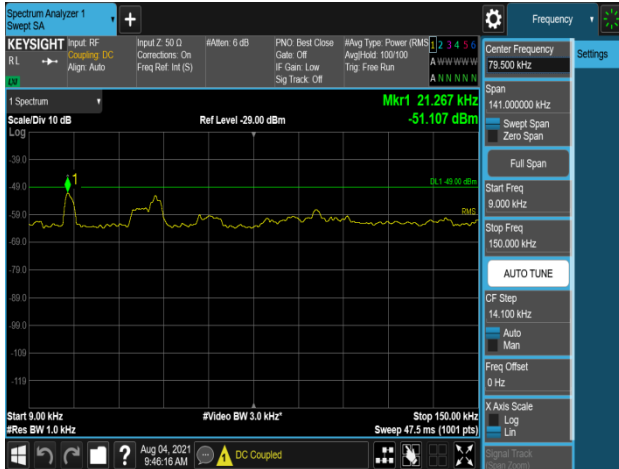 Spectrum Analyzer 1
Swept SA
Frequency
KEYSIGHT
Input: RF
Coupling: DC
Align: Auto
Input Z: 50 Ω
Corrections: On
Freq Ref: Int (S)
#Atten: 6 dB
PNO: Best Close
Gate: Off
IF Gain: Low
Sig Track: Off
#Avg Type: Power (RMS
Avg|Hold: 100/100
Trig: Free Run
1 2 3 4 5 6
A W W W W W
A N N N N N
R L
1 Spectrum
Mkr1 21.267 kHz
-51.107 dBm
Scale/Div 10 dB
Ref Level -29.00 dBm
Log
-39.0
-49.0
-59.0
-69.0
-79.0
-89.0
-99.0
-109
-119
1
DL1 -49.00 dBm
RMS
Start 9.00 kHz
#Res BW 1.0 kHz
#Video BW 3.0 kHz*
Stop 150.00 kHz
Sweep 47.5 ms (1001 pts)
Aug 04, 2021
9:46:16 AM
DC Coupled
Center Frequency
79.500 kHz
Settings
Span
141.000000 kHz
Swept Span
Zero Span
Full Span
Start Freq
9.000 kHz
Stop Freq
150.000 kHz
AUTO TUNE
CF Step
14.100 kHz
Auto
Man
Freq Offset
0 Hz
X Axis Scale
Log
Lin
Signal Track
(Span Zoom)